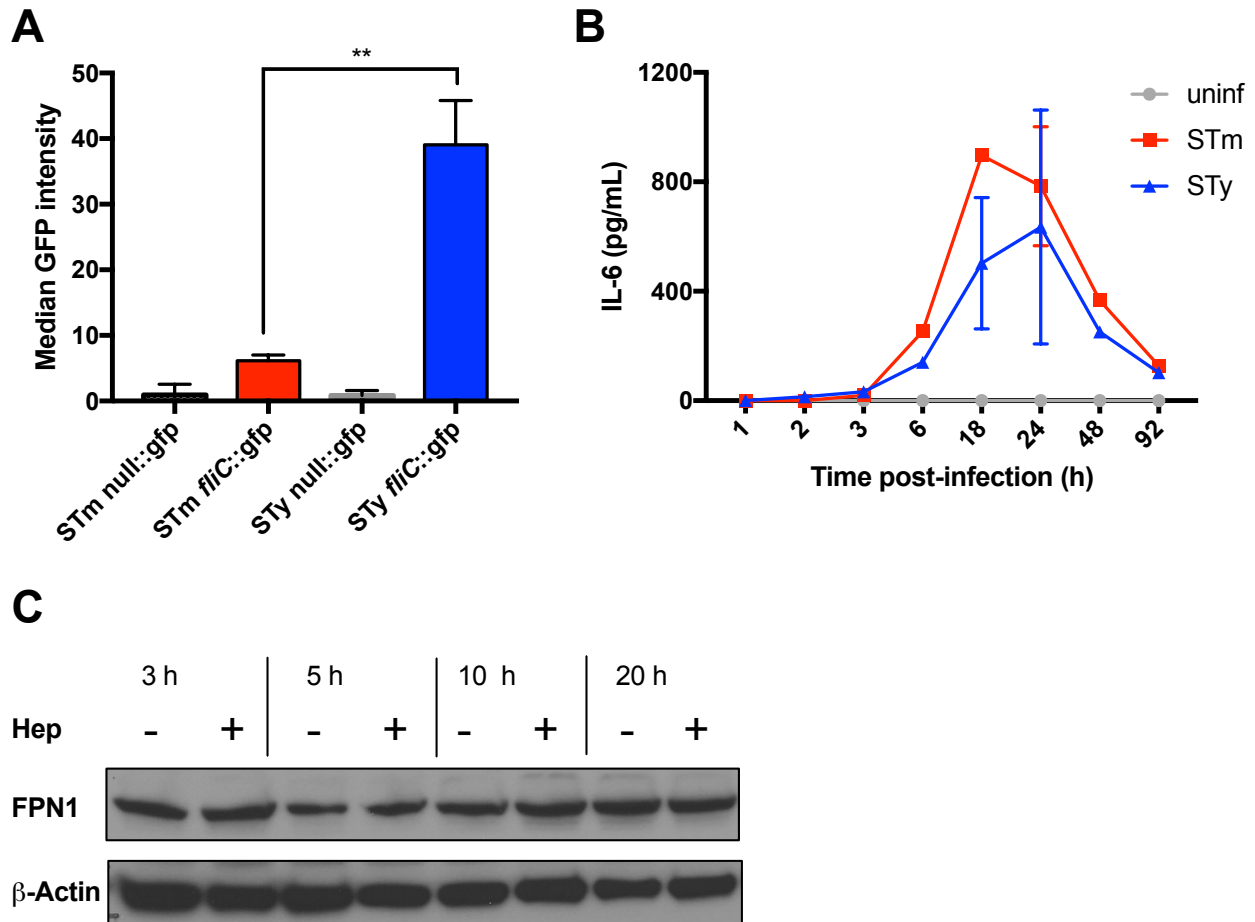 A
**
50
40
30
20
10
0
Median GFP intensity
STm null::gfp
STm fliC::gfp
STy null::gfp
STy fliC::gfp
B
1200
800
400
0
IL-6 (pg/mL)
1 2 3 6 18 24 48 92
Time post-infection (h)
uninf
STm
STy
C
3 h 5 h 10 h 20 h
Hep - + - + - + - +
FPN1
β-Actin